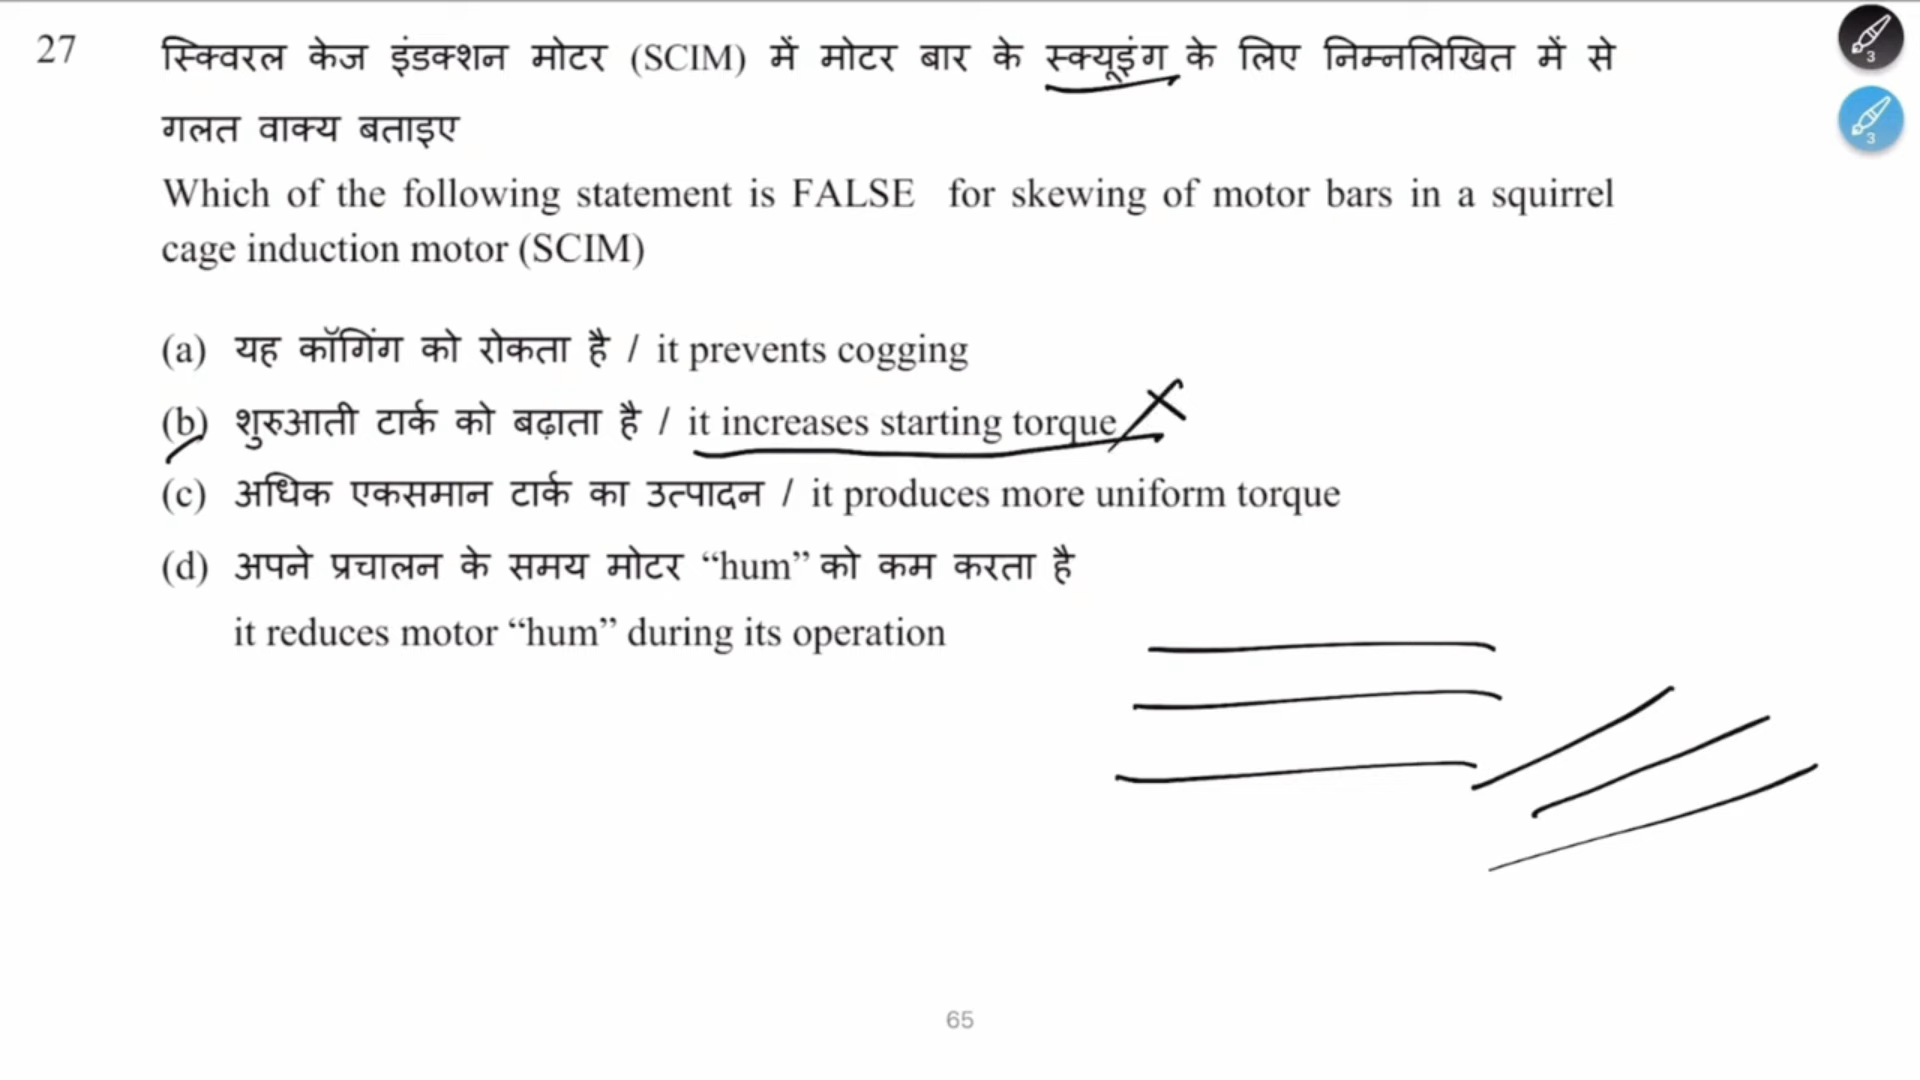 27 स्क्विरल केज इंडक्शन मोटर (SCIM) में मोटर बार के स्क्यूइंग के लिए निम्नलिखित में से
गलत वाक्य बताइए
Which of the following statement is FALSE for skewing of motor bars in a squirrel
cage induction motor (SCIM)
(a) यह कॉगिंग को रोकता है / it prevents cogging
(b) शुरुआती टार्क को बढ़ाता है / it increases starting torque
(c) अधिक एकसमान टार्क का उत्पादन / it produces more uniform torque
(d) अपने प्रचालन के समय मोटर “hum” को कम करता है
it reduces motor “hum” during its operation
65
3
3